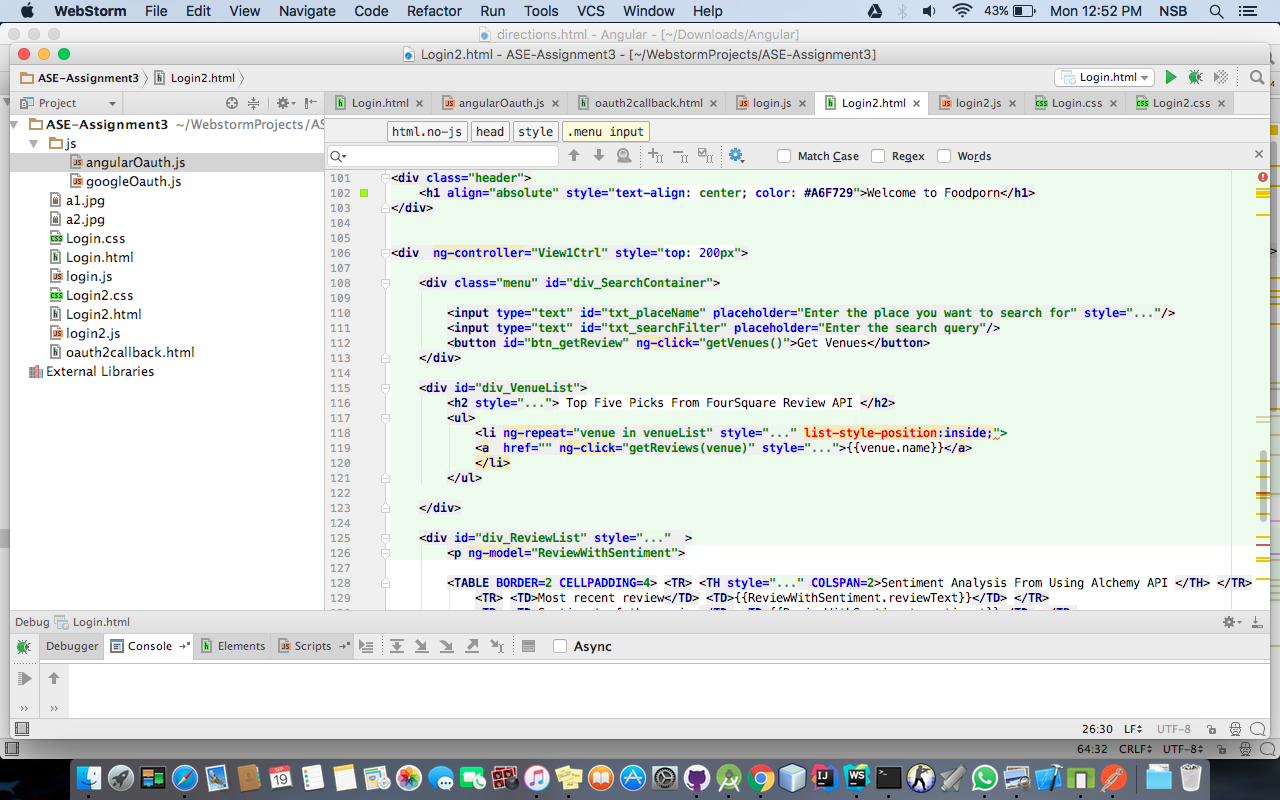 WebStorm File Edit View Navigate Code Refactor Run Tools VCS Window Help 43% Mon 12:52 PM NSB
directions.html - Angular - [~/Downloads/Angular]
Login2.html - ASE-Assignment3 - [~/WebstormProjects/ASE-Assignment3]
ASE-Assignment3 Login2.html Login.html
Project Login.html angularOauth.js oauth2callback.html login.js Login2.html login2.js Login.css Login2.css
ASE-Assignment3 ~/WebstormProjects/AS
js
angularOauth.js
googleOauth.js
a1.jpg
a2.jpg
Login.css
Login.html
login.js
Login2.css
Login2.html
login2.js
oauth2callback.html
External Libraries
html.no-js head style .menu input
Match Case Regex Words
101 <div class="header">
102 <h1 align="absolute" style="text-align: center; color: #A6F729">Welcome to Foodporn</h1>
103 </div>
104
105
106 <div  ng-controller="View1Ctrl" style="top: 200px">
107
108 <div class="menu" id="div_SearchContainer">
109
110 <input type="text" id="txt_placeName" placeholder="Enter the place you want to search for" style="..."/>
111 <input type="text" id="txt_searchFilter" placeholder="Enter the search query"/>
112 <button id="btn_getReview" ng-click="getVenues()">Get Venues</button>
113 </div>
114
115 <div id="div_VenueList">
116 <h2 style="..."> Top Five Picks From FourSquare Review API </h2>
117 <ul>
118 <li ng-repeat="venue in venueList" style="..." list-style-position:inside;">
119 <a  href="" ng-click="getReviews(venue)" style="...">{{venue.name}}</a>
120 </li>
121 </ul>
122
123 </div>
124
125 <div id="div_ReviewList" style="..."  >
126 <p ng-model="ReviewWithSentiment">
127
128 <TABLE BORDER=2 CELLPADDING=4> <TR> <TH style="..." COLSPAN=2>Sentiment Analysis From Using Alchemy API </TH> </TR>
129 <TR> <TD>Most recent review</TD> <TD>{{ReviewWithSentiment.reviewText}}</TD> </TR>
Debug Login.html
Debugger Console Elements Scripts Async
26:30 LF UTF-8
64:32 CRLF UTF-8